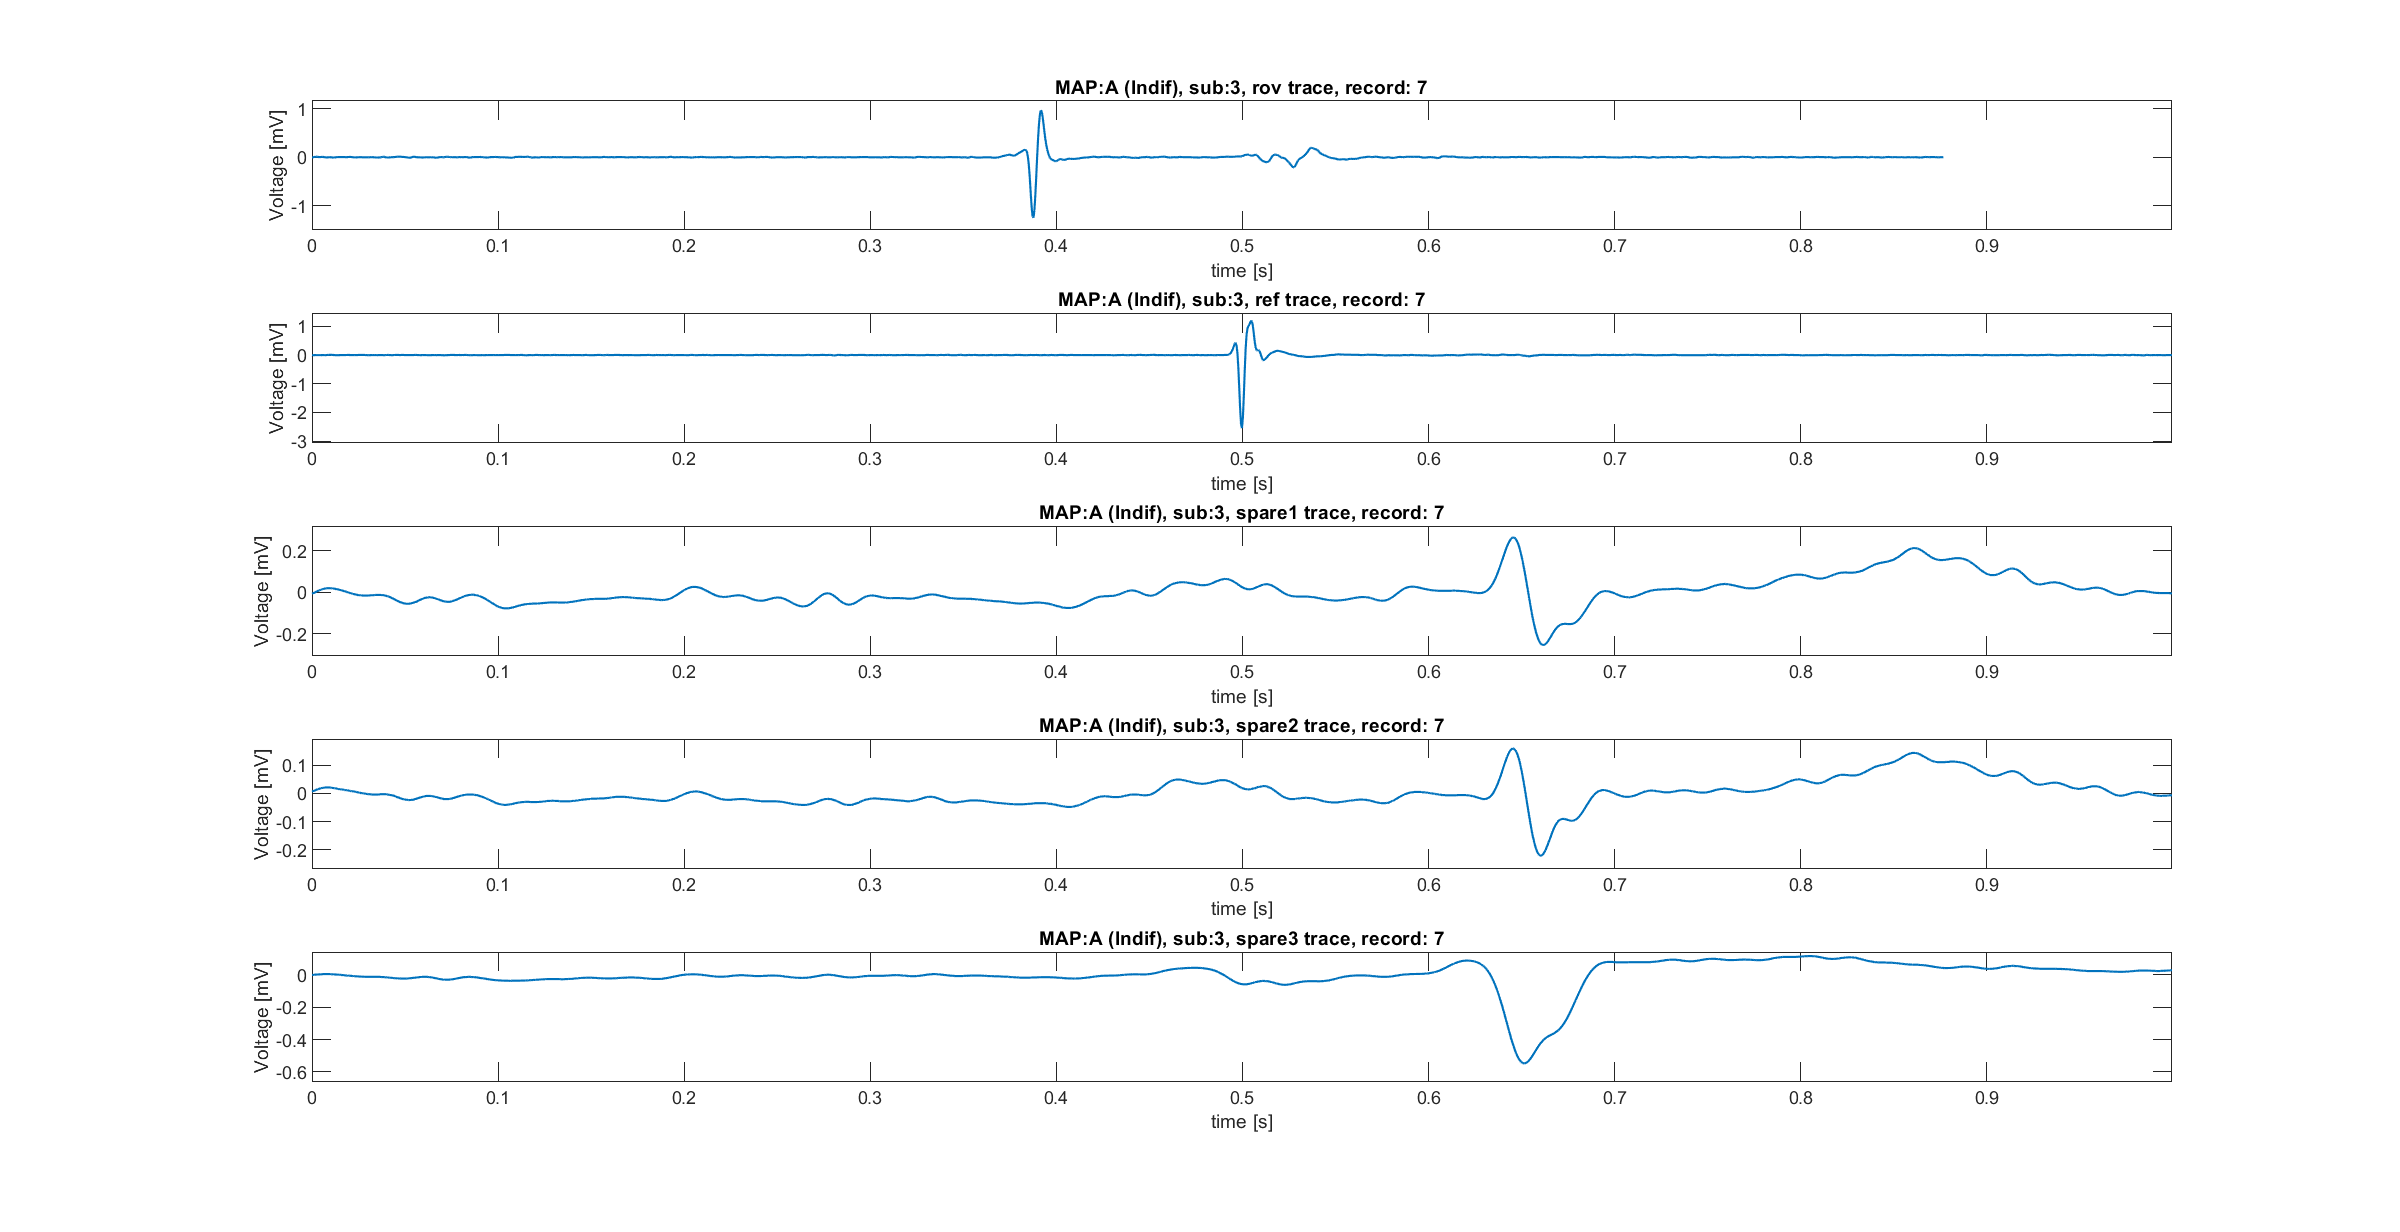 MAP:A (Indif), sub:3, rov trace, record: 7
Voltage [mV]
1
0
-1
0 0.1 0.2 0.3 0.4 0.5 0.6 0.7 0.8 0.9
time [s]
MAP:A (Indif), sub:3, ref trace, record: 7
Voltage [mV]
1
0
-1
-2
-3
0 0.1 0.2 0.3 0.4 0.5 0.6 0.7 0.8 0.9
time [s]
MAP:A (Indif), sub:3, spare1 trace, record: 7
Voltage [mV]
0.2
0
-0.2
0 0.1 0.2 0.3 0.4 0.5 0.6 0.7 0.8 0.9
time [s]
MAP:A (Indif), sub:3, spare2 trace, record: 7
Voltage [mV]
0.1
0
-0.1
-0.2
0 0.1 0.2 0.3 0.4 0.5 0.6 0.7 0.8 0.9
time [s]
MAP:A (Indif), sub:3, spare3 trace, record: 7
Voltage [mV]
0
-0.2
-0.4
-0.6
0 0.1 0.2 0.3 0.4 0.5 0.6 0.7 0.8 0.9
time [s]